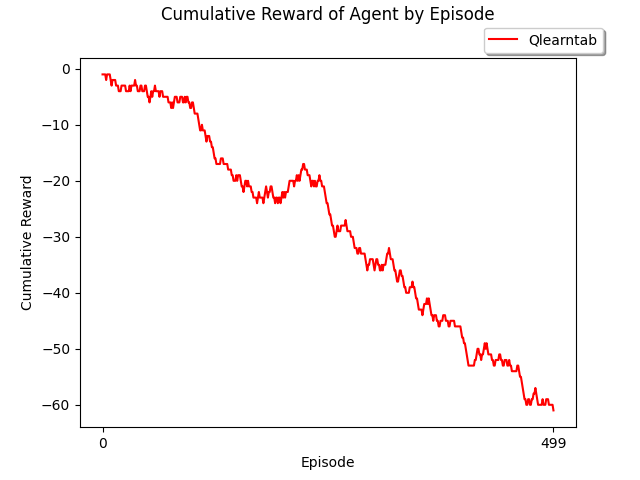 Cumulative Reward of Agent by Episode
Qlearntab
0
−10
−20
−30
−40
−50
−60
Cumulative Reward
0
499
Episode